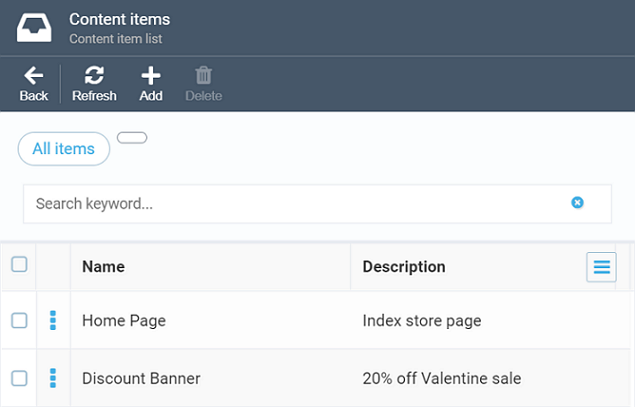 Content items
Content item list
Back Refresh Add Delete
All items
Search keyword...
Name Description
Home Page Index store page
Discount Banner 20% off Valentine sale